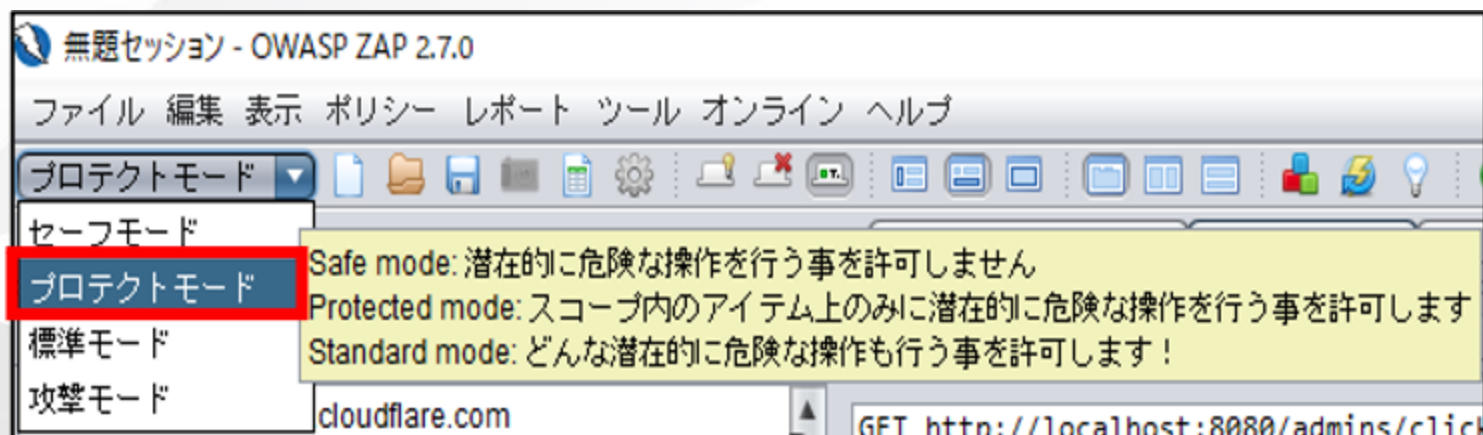 無題セッション - OWASP ZAP 2.7.0
ファイル 編集 表示 ポリシー レポート ツール オンライン ヘルプ
プロテクトモード
セーフモード
プロテクトモード
標準モード
攻撃モード
Safe mode: 潜在的に危険な操作を行う事を許可しません
Protected mode: スコープ内のアイテム上のみに潜在的に危険な操作を行う事を許可します
Standard mode: どんな潜在的に危険な操作も行う事を許可します！
cloudflare.com
GET http://localhost:8080/admins/click